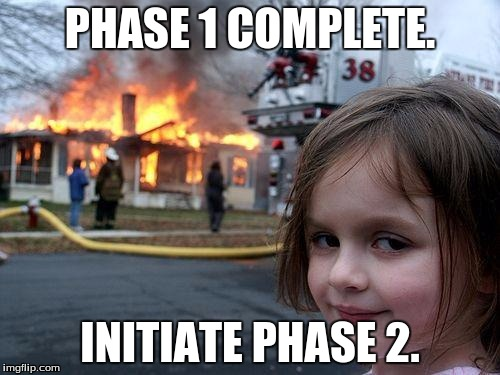 PHASE 1 COMPLETE.
38
INITIATE PHASE 2.
imgflip.com